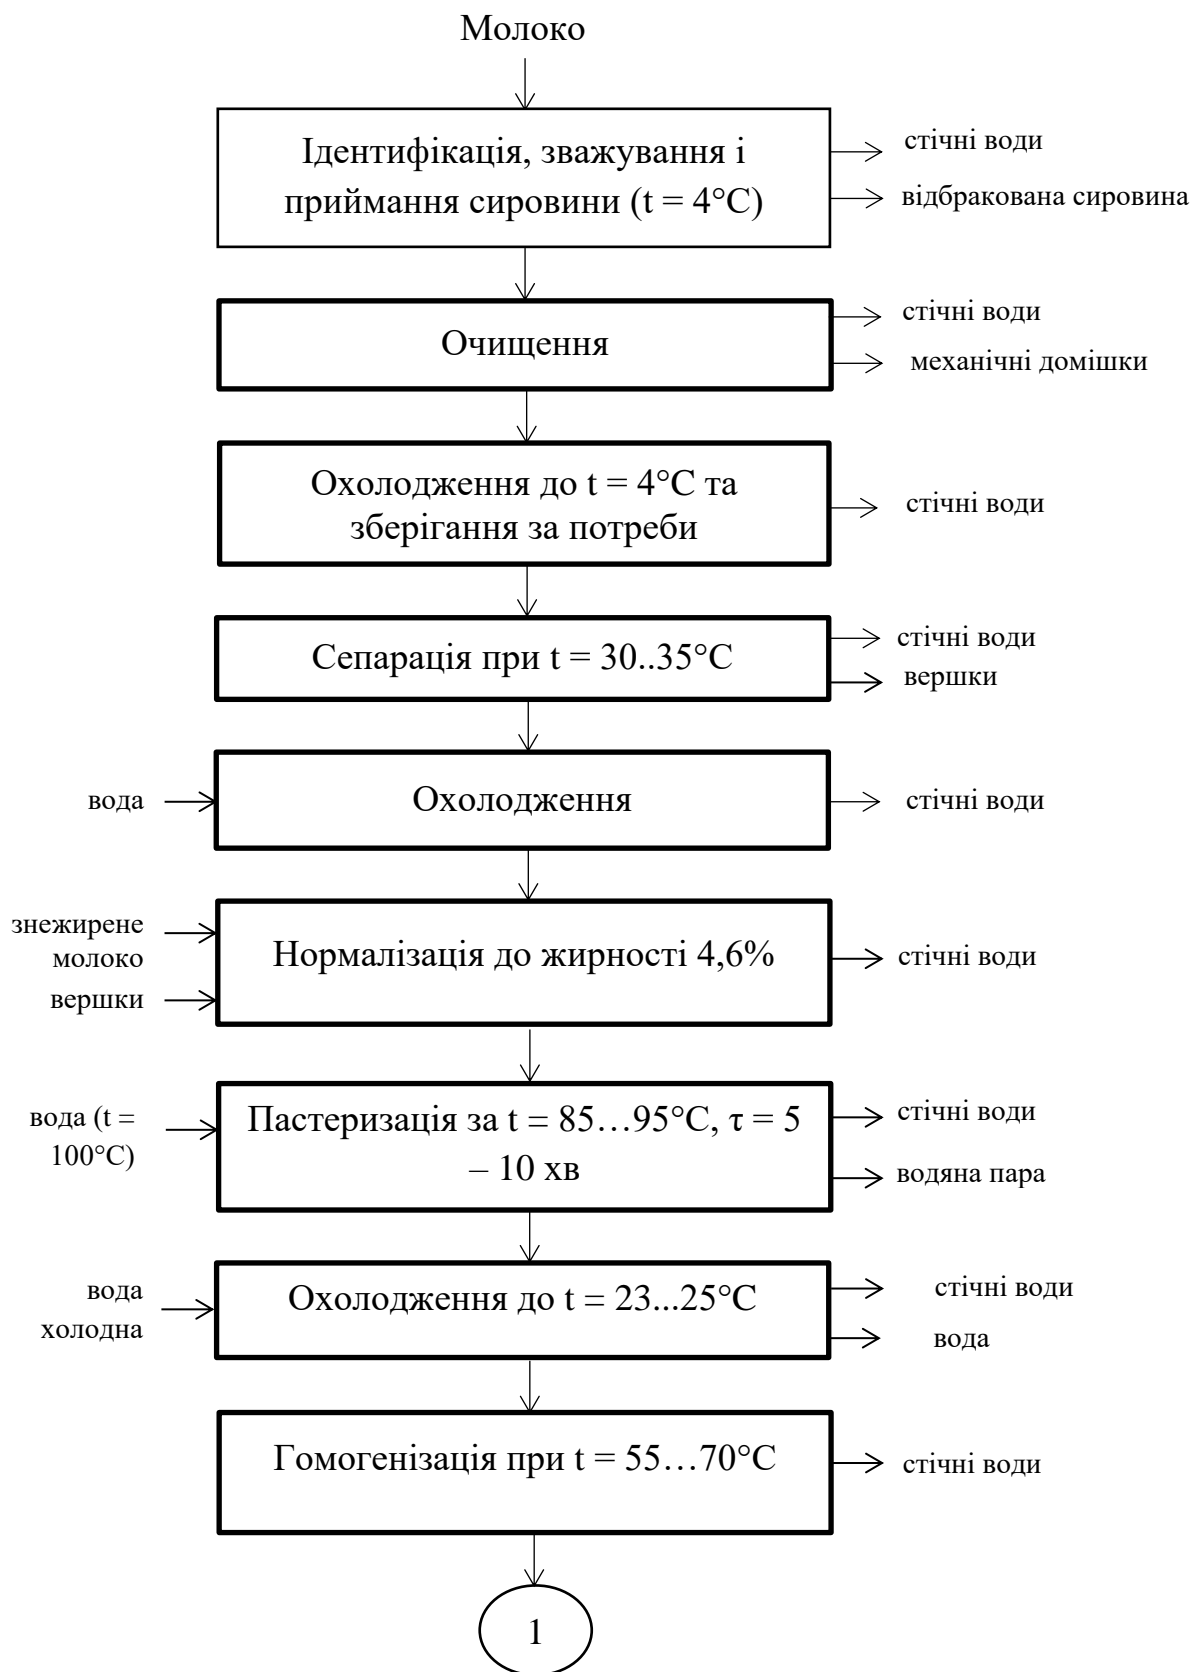 Молоко
Ідентифікація, зважування і
приймання сировини (t = 4°C)
стічні води
відбракована сировина
Очищення
стічні води
механічні домішки
Охолодження до t = 4°C та
зберігання за потреби
стічні води
Сепарація при t = 30..35°C
стічні води
вершки
вода
Охолодження
стічні води
знежирене
молоко
вершки
Нормалізація до жирності 4,6%
стічні води
вода (t =
100°C)
Пастеризація за t = 85…95°C, τ = 5
– 10 хв
стічні води
водяна пара
вода
холодна
Охолодження до t = 23...25°C
стічні води
вода
Гомогенізація при t = 55…70°C
стічні води
1